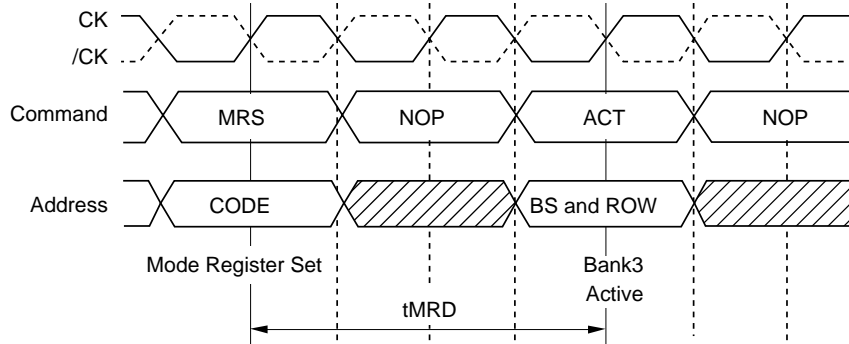 CK
/CK
Command
MRS
NOP
ACT
NOP
Address
CODE
BS and ROW
Mode Register Set
Bank3
Active
tMRD